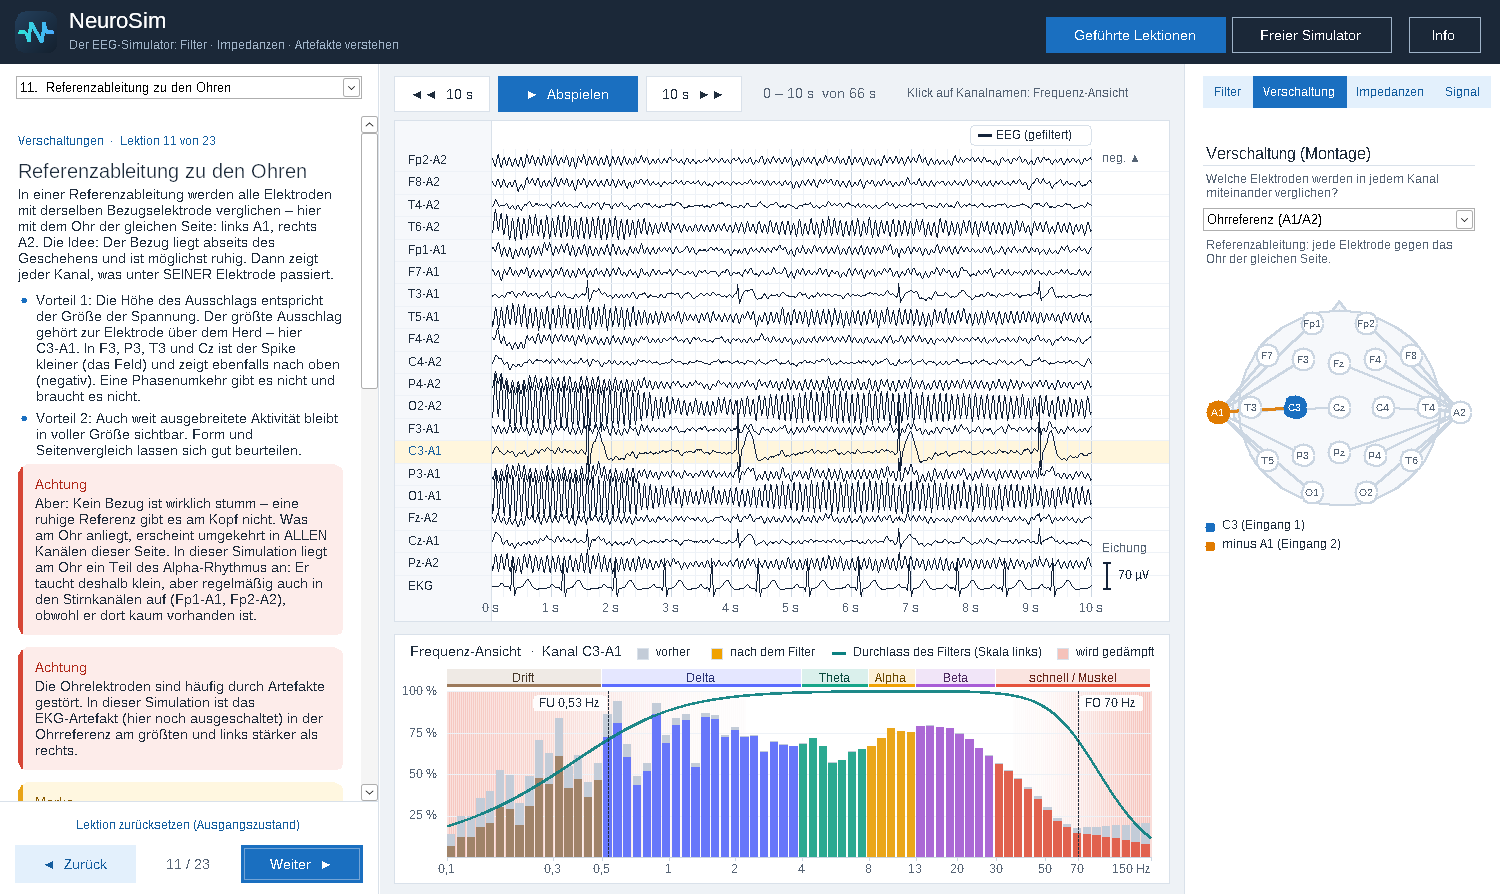 NeuroSim
Der EEG-Simulator: Filter · Impedanzen · Artefakte verstehen
Geführte Lektionen
Freier Simulator
Info
11. Referenzableitung zu den Ohren
Verschaltungen · Lektion 11 von 23
Referenzableitung zu den Ohren
In einer Referenzableitung werden alle Elektroden
mit derselben Bezugselektrode verglichen – hier
mit dem Ohr der gleichen Seite: links A1, rechts
A2. Die Idee: Der Bezug liegt abseits des
Geschehens und ist möglichst ruhig. Dann zeigt
jeder Kanal, was unter SEINER Elektrode passiert.
Vorteil 1: Die Höhe des Ausschlags entspricht
der Größe der Spannung. Der größte Ausschlag
gehört zur Elektrode über dem Herd – hier
C3-A1. In F3, P3, T3 und Cz ist der Spike
kleiner (das Feld) und zeigt ebenfalls nach oben
(negativ). Eine Phasenumkehr gibt es nicht und
braucht es nicht.
Vorteil 2: Auch weit ausgebreitete Aktivität bleibt
in voller Größe sichtbar. Form und
Seitenvergleich lassen sich gut beurteilen.
Achtung
Aber: Kein Bezug ist wirklich stumm – eine
ruhige Referenz gibt es am Kopf nicht. Was
am Ohr anliegt, erscheint umgekehrt in ALLEN
Kanälen dieser Seite. In dieser Simulation liegt
am Ohr ein Teil des Alpha-Rhythmus an: Er
taucht deshalb klein, aber regelmäßig auch in
den Stirnkanälen auf (Fp1-A1, Fp2-A2),
obwohl er dort kaum vorhanden ist.
Achtung
Die Ohrelektroden sind häufig durch Artefakte
gestört. In dieser Simulation ist das
EKG-Artefakt (hier noch ausgeschaltet) in der
Ohrreferenz am größten und links stärker als
rechts.
Lektion zurücksetzen (Ausgangszustand)
◄ Zurück
11 / 23
Weiter ►
◄◄ 10 s
► Abspielen
10 s ►►
0 – 10 s von 66 s
Klick auf Kanalnamen: Frequenz-Ansicht
EEG (gefiltert)
neg. ▲
Fp2-A2
F8-A2
T4-A2
T6-A2
Fp1-A1
F7-A1
T3-A1
T5-A1
F4-A2
C4-A2
P4-A2
O2-A2
F3-A1
C3-A1
P3-A1
O1-A1
Fz-A2
Cz-A1
Pz-A2
EKG
Eichung
70 µV
0 s 1 s 2 s 3 s 4 s 5 s 6 s 7 s 8 s 9 s 10 s
Frequenz-Ansicht · Kanal C3-A1
vorher
nach dem Filter
Durchlass des Filters (Skala links)
wird gedämpft
Drift Delta Theta Alpha Beta schnell / Muskel
100 %
75 %
50 %
25 %
FU 0,53 Hz
FO 70 Hz
0,1 0,3 0,5 1 2 4 8 13 20 30 50 70 150 Hz
Filter
Verschaltung
Impedanzen
Signal
Verschaltung (Montage)
Welche Elektroden werden in jedem Kanal
miteinander verglichen?
Ohrreferenz (A1/A2)
Referenzableitung: jede Elektrode gegen das
Ohr der gleichen Seite.
Fp1 Fp2
F7 F3 Fz F4 F8
A1 T3 C3 Cz C4 T4 A2
T5 P3 Pz P4 T6
O1 O2
C3 (Eingang 1)
minus A1 (Eingang 2)